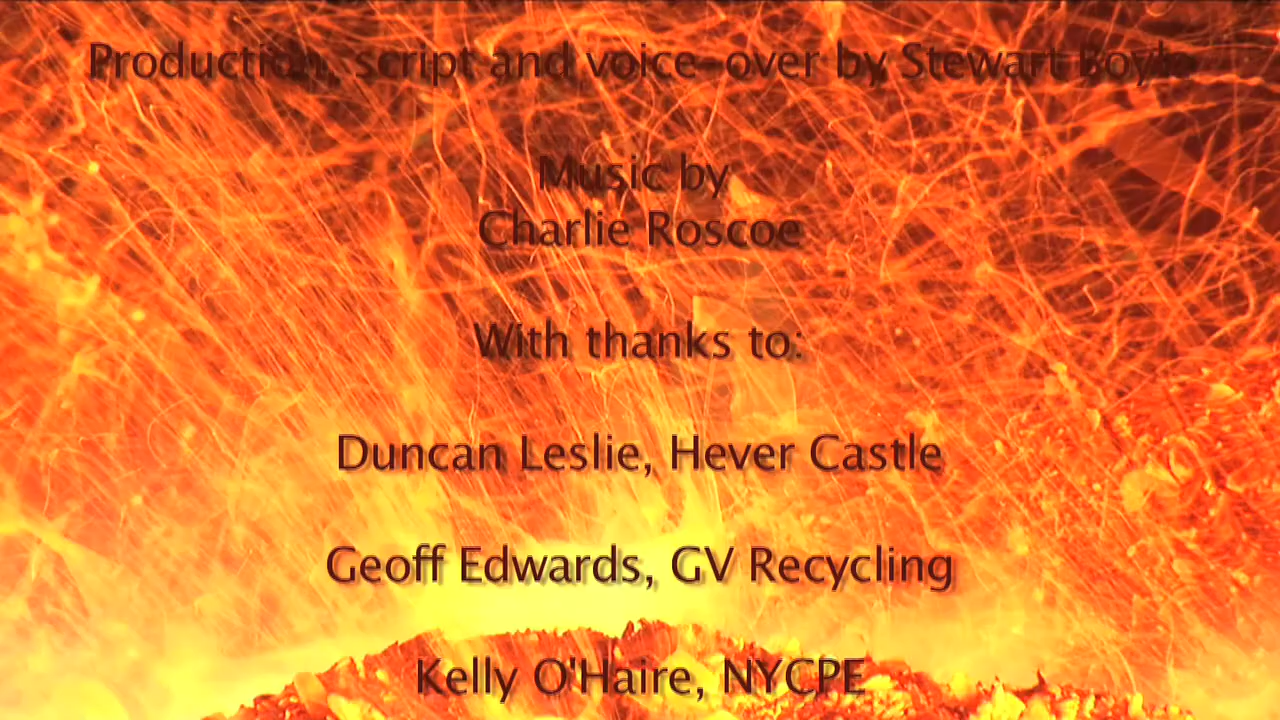 Production, script and voice-over by Stewart Boyle
Music by
Charlie Roscoe
With thanks to:
Duncan Leslie, Hever Castle
Geoff Edwards, GV Recycling
Kelly O'Haire, NYCPE